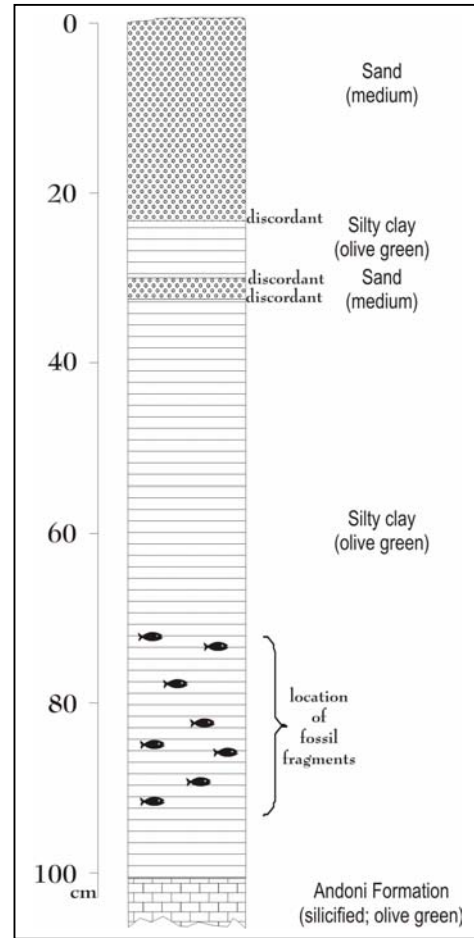 0
Sand
(medium)
20
discordant
Silty clay
(olive green)
discordant
Sand
discordant
(medium)
40
Silty clay
60
(olive green)
80
location
of
fossil
fragments
100
cm
Andoni Formation
(silicified; olive green)